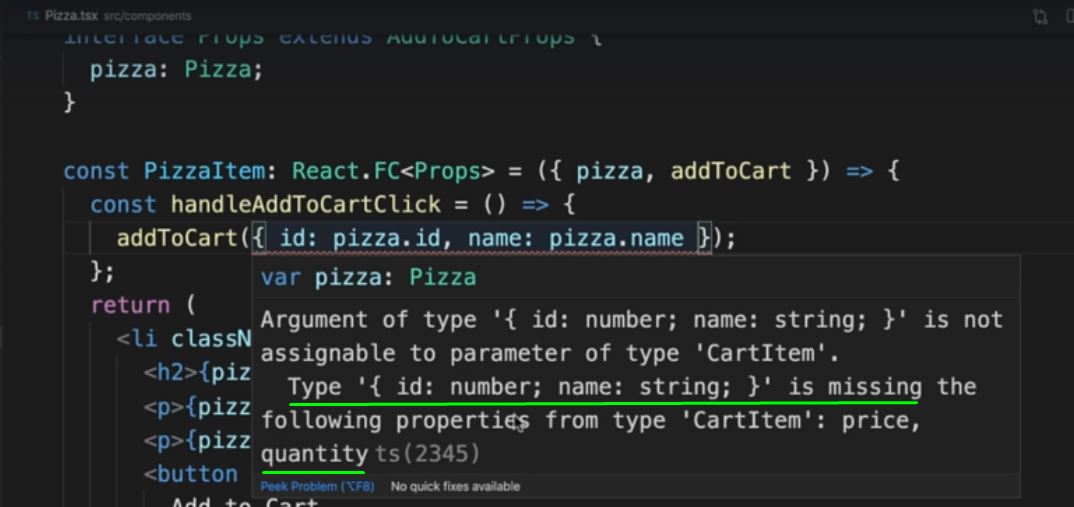 TS Pizza.tsx src/components
interface Props extends AddToCartProps {
pizza: Pizza;
}
const PizzaItem: React.FC<Props> = ({ pizza, addToCart }) => {
const handleAddToCartClick = () => {
addToCart({ id: pizza.id, name: pizza.name });
};
var pizza: Pizza
return (
Argument of type '{ id: number; name: string; }' is not
<li classN
assignable to parameter of type 'CartItem'.
<h2>{piz
Type '{ id: number; name: string; }' is missing the
<p>{pizz
following properties from type 'CartItem': price,
<p>{pizz
quantity ts(2345)
<button
Peek Problem (⌥F8) No quick fixes available
Add to Cart